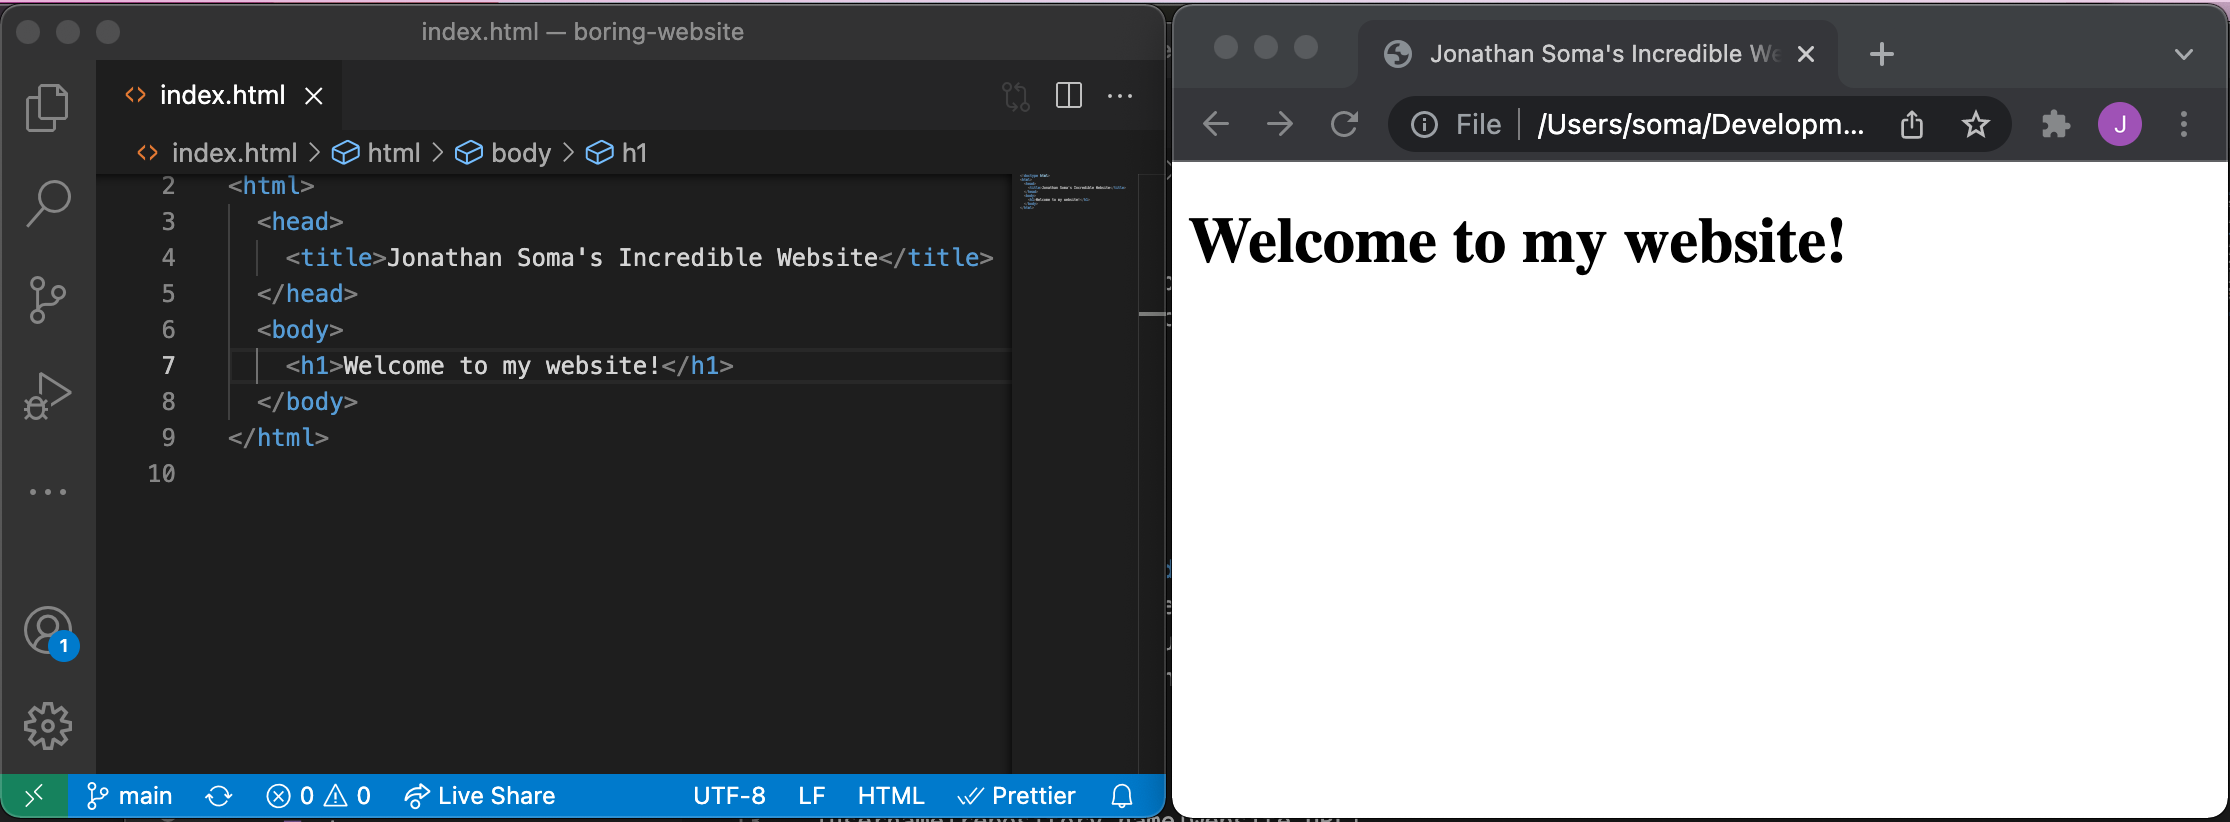 index.html — boring-website
index.html
index.html > html > body > h1
2 <html>
3 <head>
4 <title>Jonathan Soma's Incredible Website</title>
5 </head>
6 <body>
7 <h1>Welcome to my website!</h1>
8 </body>
9 </html>
10
1
main 0 0 Live Share UTF-8 LF HTML Prettier
Jonathan Soma's Incredible We
File /Users/soma/Developm...
J
Welcome to my website!